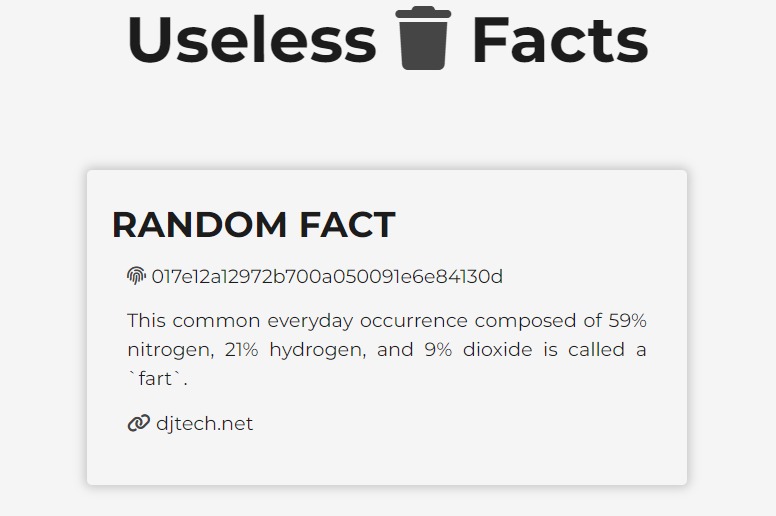 Useless Facts
RANDOM FACT
017e12a12972b700a050091e6e84130d
This common everyday occurrence composed of 59%
nitrogen, 21% hydrogen, and 9% dioxide is called a
`fart`.
djtech.net